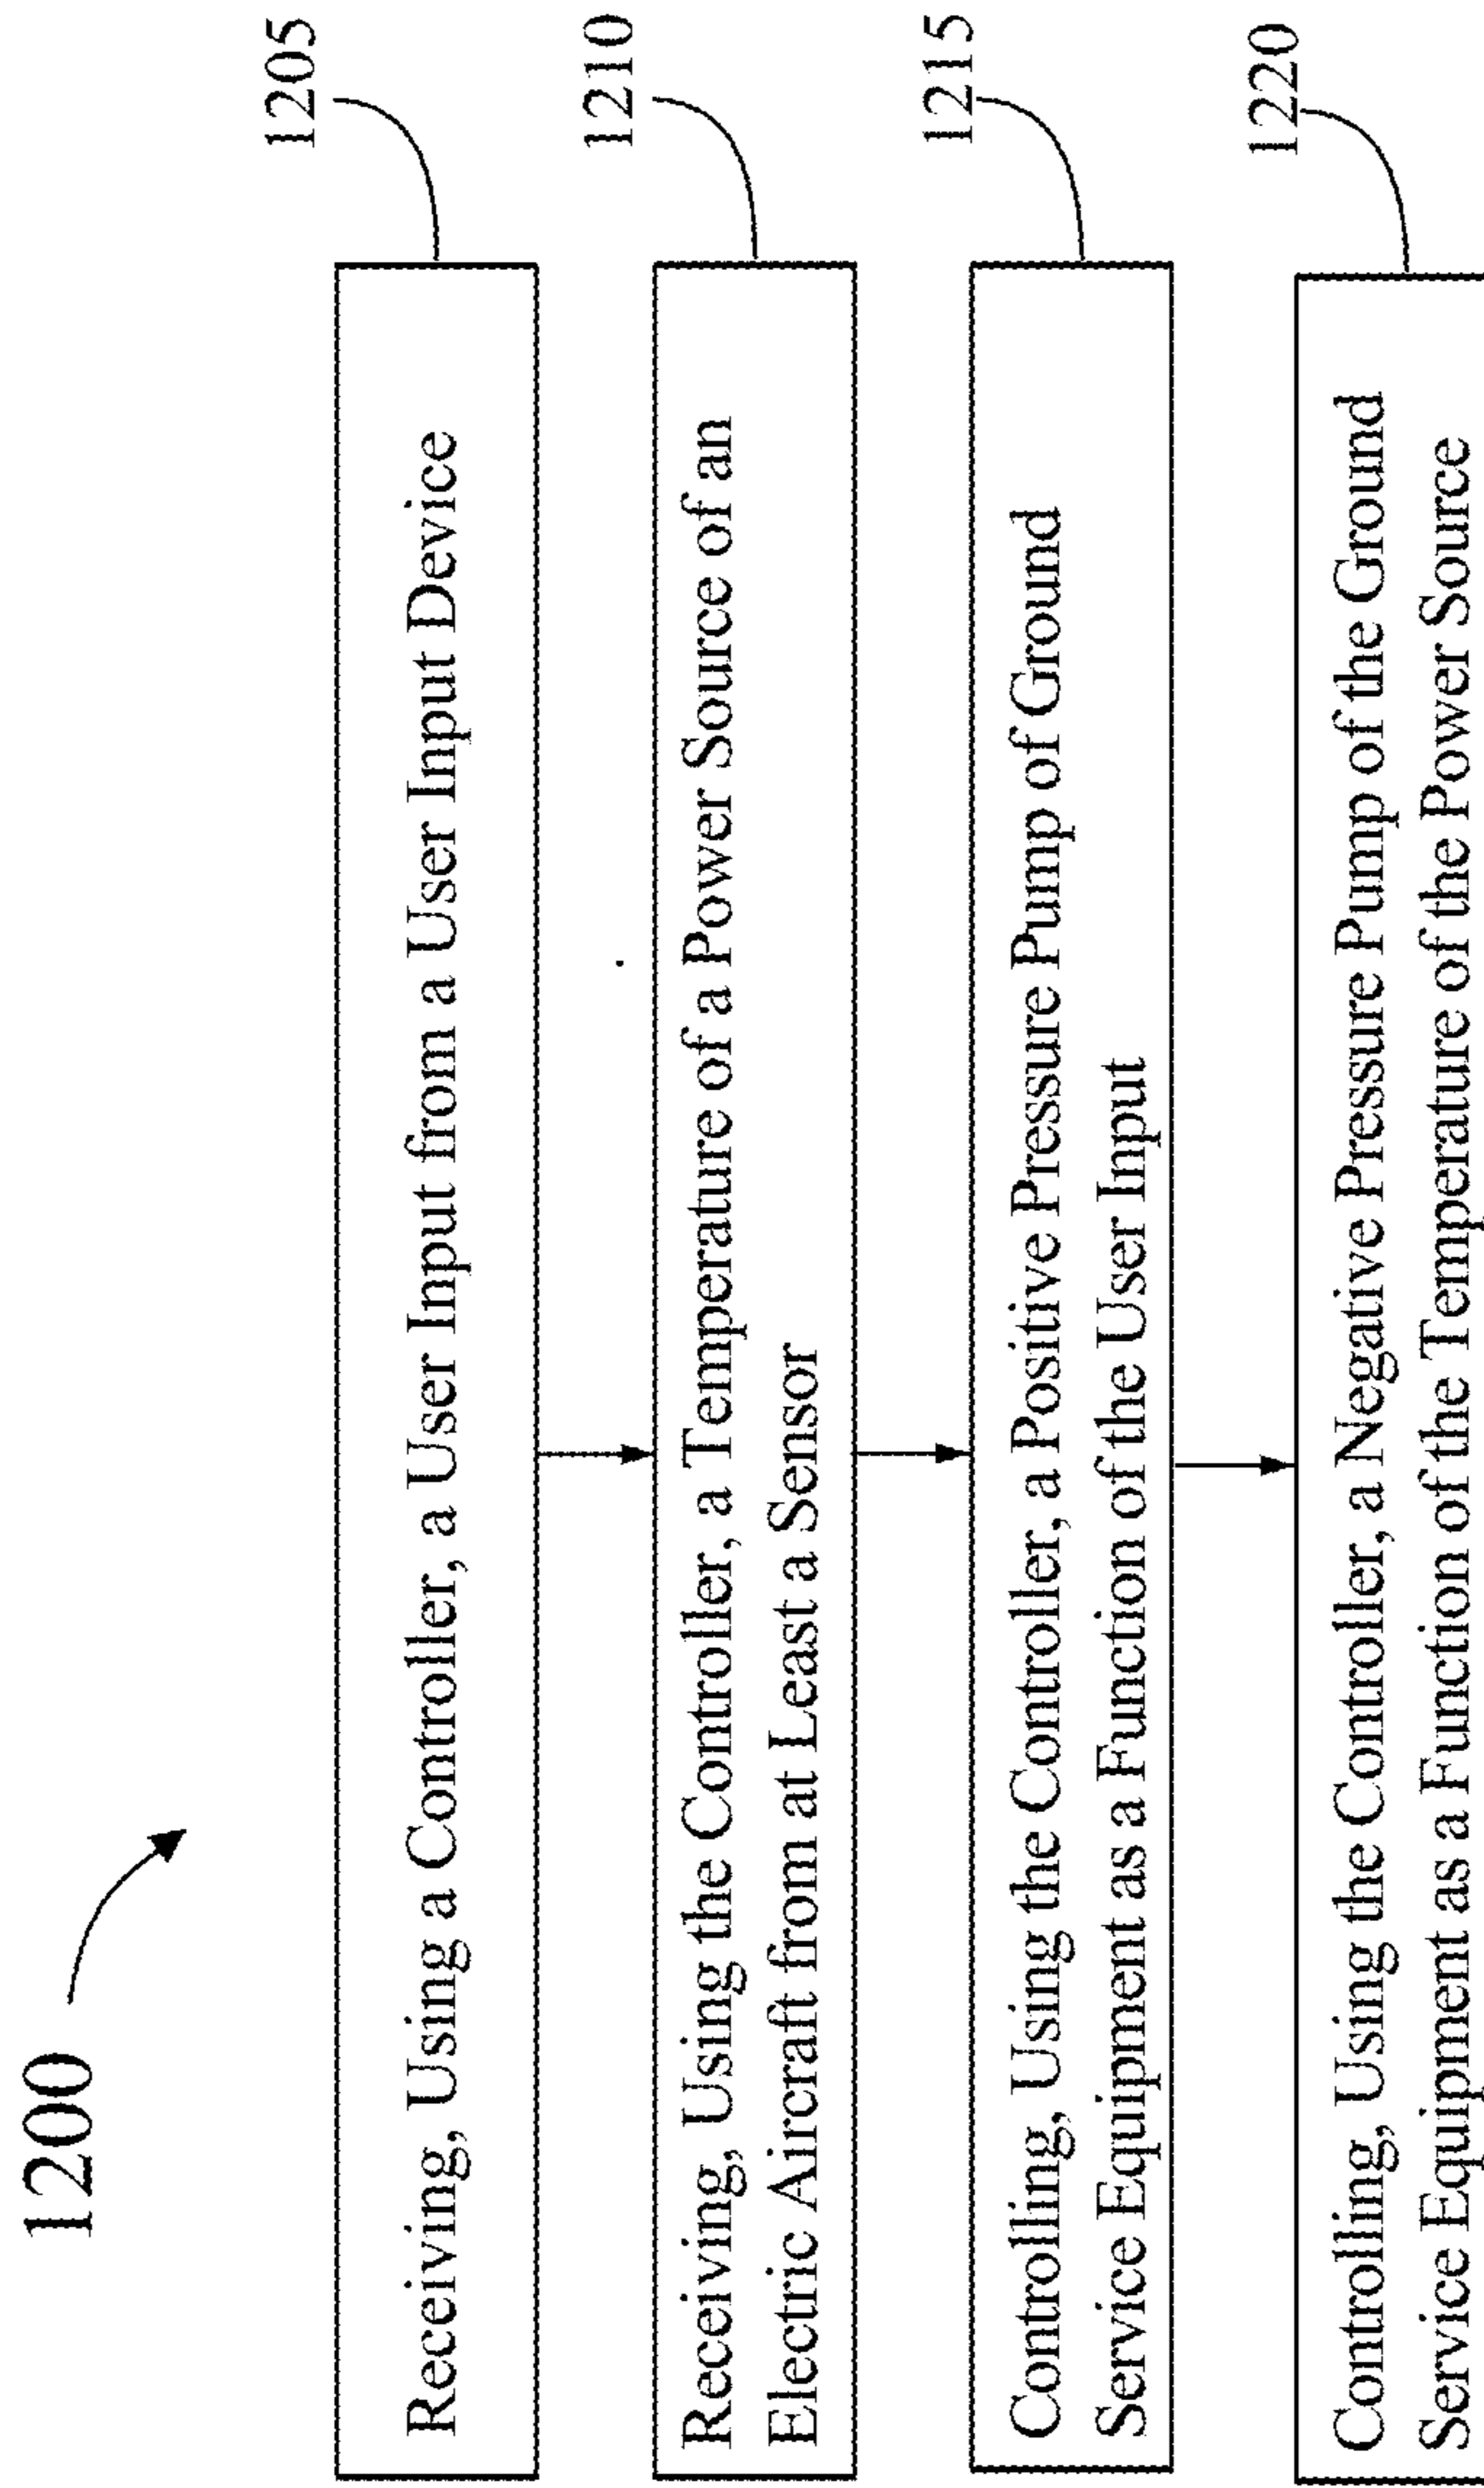 1200
1205
Receiving, Using a Controller, a User Input from a User Input Device
1210
Receiving, Using the Controller, a Temperature of a Power Source of an
Electric Aircraft from at Least a Sensor
1215
Controlling, Using the Controller, a Positive Pressure Pump of Ground
Service Equipment as a Function of the User Input
1220
Controlling, Using the Controller, a Negative Pressure Pump of the Ground
Service Equipment as a Function of the Temperature of the Power Source